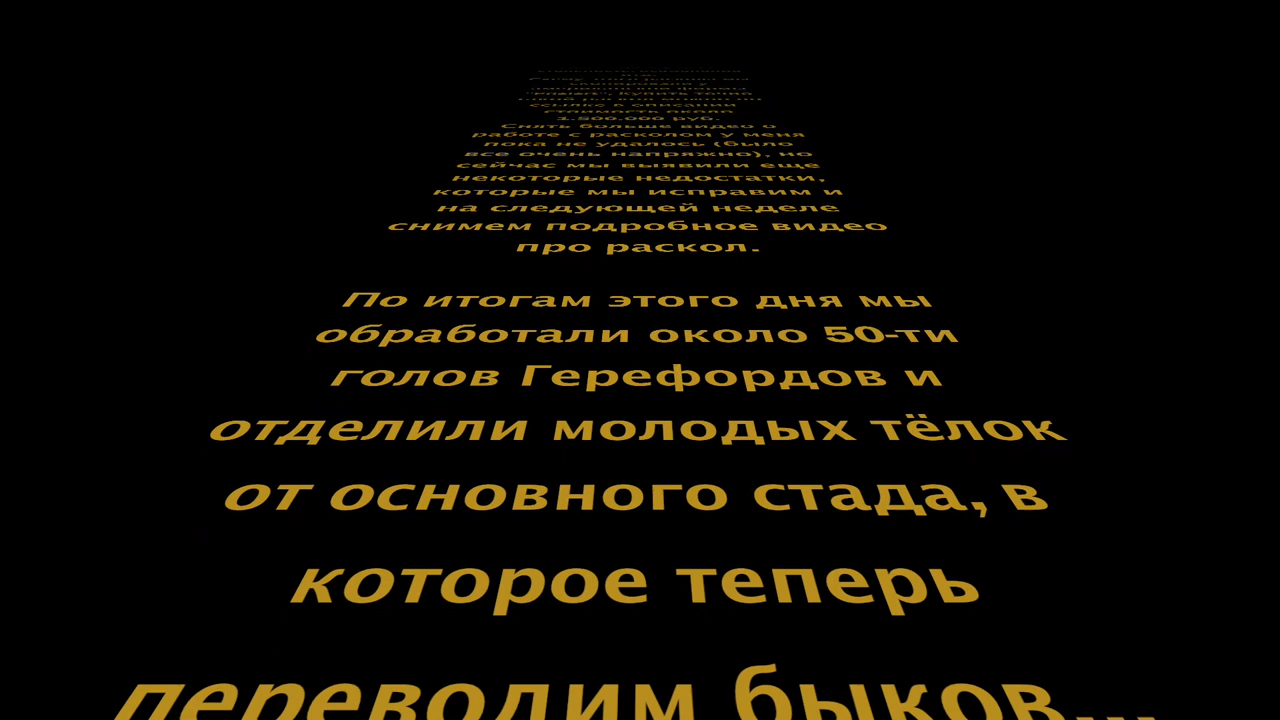 ссылке в описании
1.500.000 руб.
Снять больше видео о
работе с расколом у меня
пока не удалось (было
все очень напряжно), но
сейчас мы выявили еще
некоторые недостатки,
которые мы исправим и
на следующей неделе
снимем подробное видео
про раскол.
По итогам этого дня мы
обработали около 50-ти
голов Герефордов и
отделили молодых тёлок
от основного стада, в
которое теперь
переводим быков...